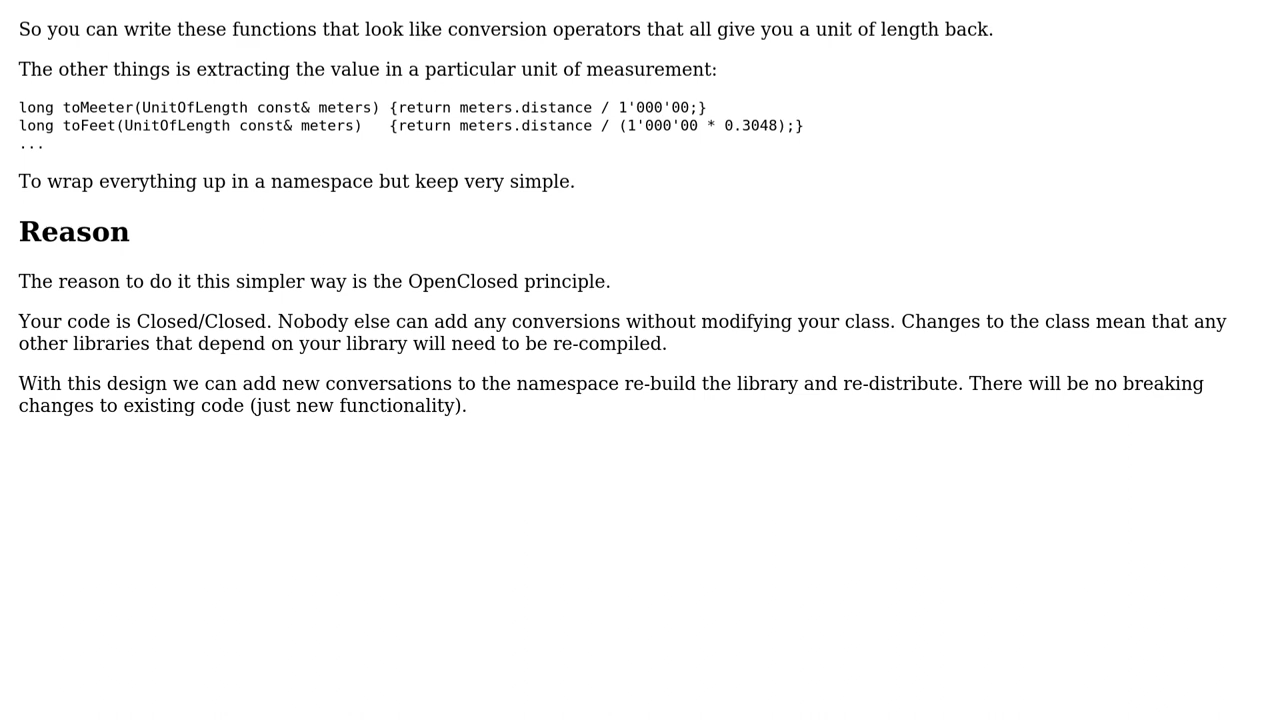 So you can write these functions that look like conversion operators that all give you a unit of length back.
The other things is extracting the value in a particular unit of measurement:
long toMeeter(UnitOfLength const& meters) {return meters.distance / 1'000'00;}
long toFeet(UnitOfLength const& meters)   {return meters.distance / (1'000'00 * 0.3048);}
...
To wrap everything up in a namespace but keep very simple.
Reason
The reason to do it this simpler way is the OpenClosed principle.
Your code is Closed/Closed. Nobody else can add any conversions without modifying your class. Changes to the class mean that any
other libraries that depend on your library will need to be re-compiled.
With this design we can add new conversations to the namespace re-build the library and re-distribute. There will be no breaking
changes to existing code (just new functionality).